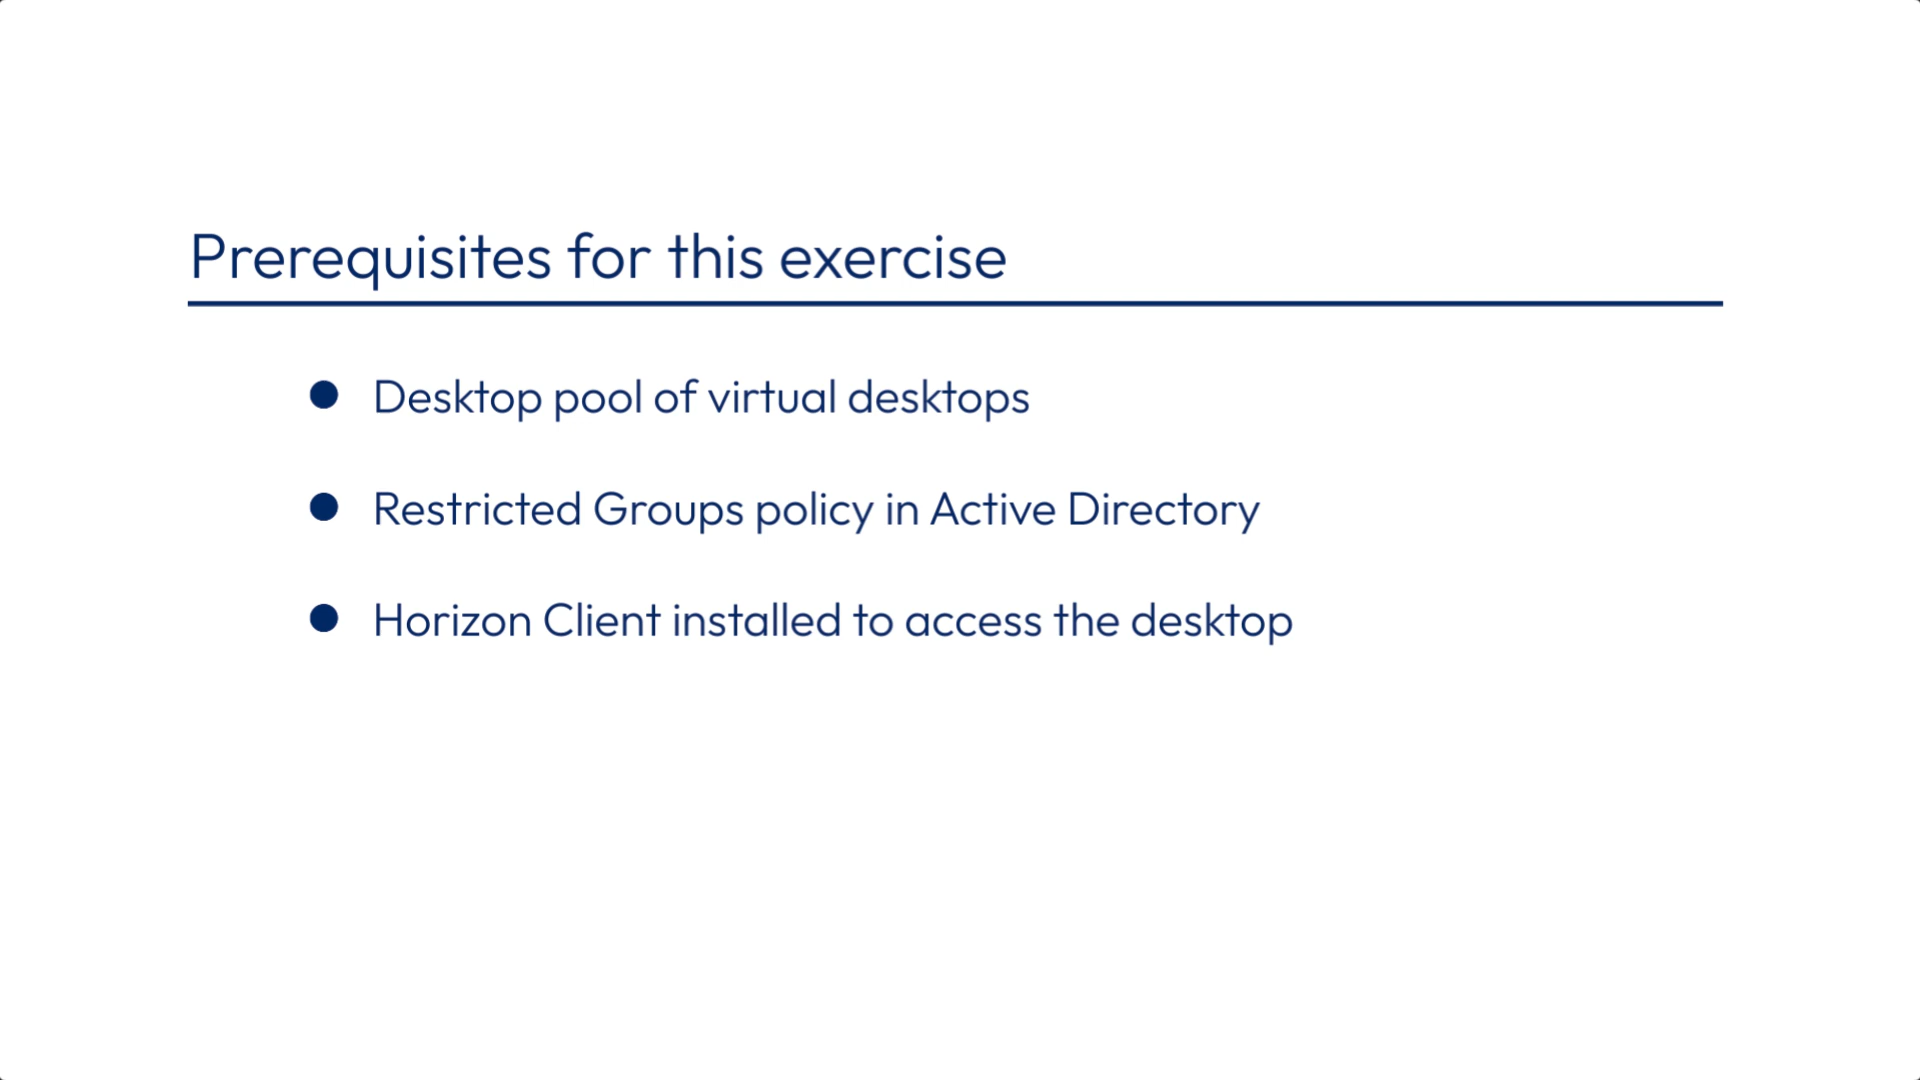 Prerequisites for this exercise
Desktop pool of virtual desktops
Restricted Groups policy in Active Directory
Horizon Client installed to access the desktop